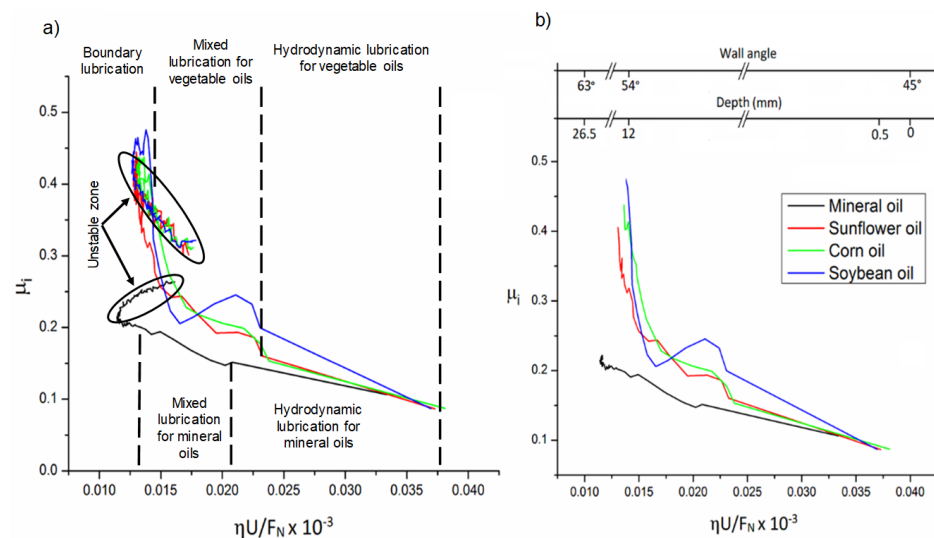 a)
Boundary
lubrication
Mixed
lubrication for
vegetable oils
Hydrodynamic lubrication
for vegetable oils
0.5
0.4
0.3
0.2
0.1
0.0
μi
Unstable zone
Mixed
lubrication
for mineral
oils
Hydrodynamic
lubrication for
mineral oils
0.010 0.015 0.020 0.025 0.030 0.035 0.040
ηU/FN x 10-3
b)
Wall angle
63° 54° 45°
Depth (mm)
26.5 12 0.5 0
0.5
0.4
0.3
0.2
0.1
μi
Mineral oil
Sunflower oil
Corn oil
Soybean oil
0.010 0.015 0.020 0.025 0.030 0.035 0.040
ηU/FN x 10-3